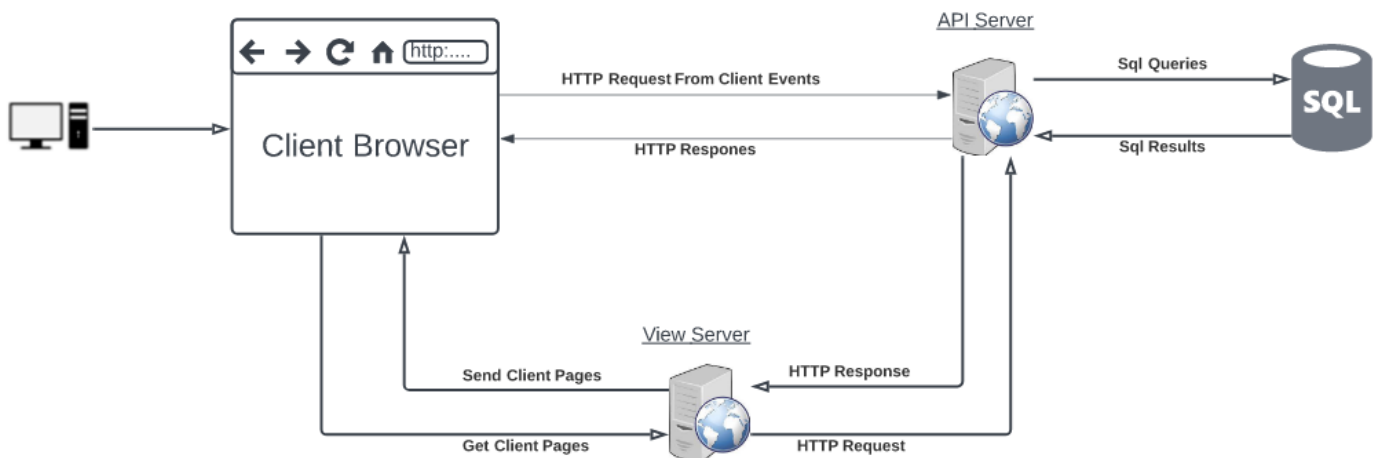 API Server
http:....
HTTP Request From Client Events
Sql Queries
SQL
Client Browser
HTTP Respones
Sql Results
View Server
Send Client Pages
HTTP Response
Get Client Pages
HTTP Request